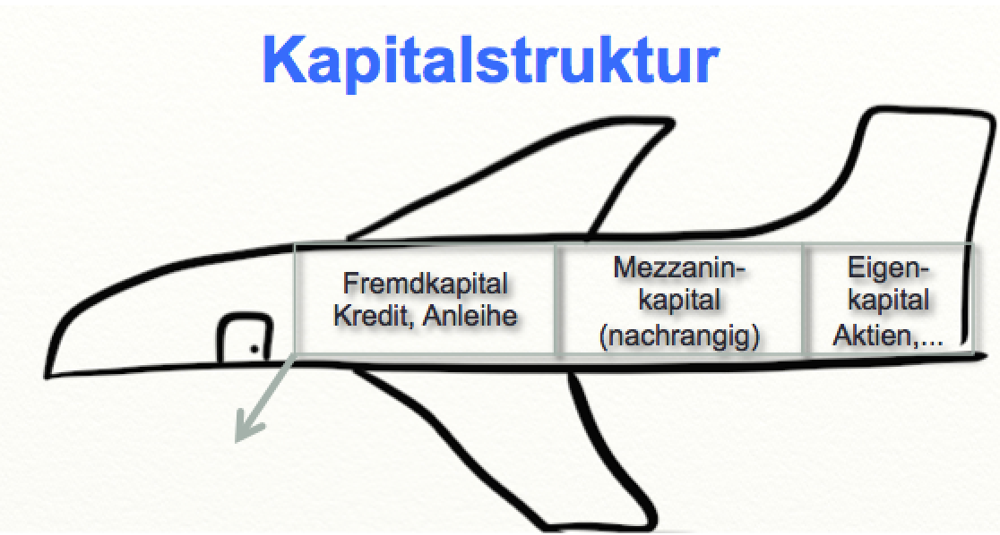 Kapitalstruktur
Fremdkapital
Kredit, Anleihe
Mezzanin-
kapital
(nachrangig)
Eigen-
kapital
Aktien,...